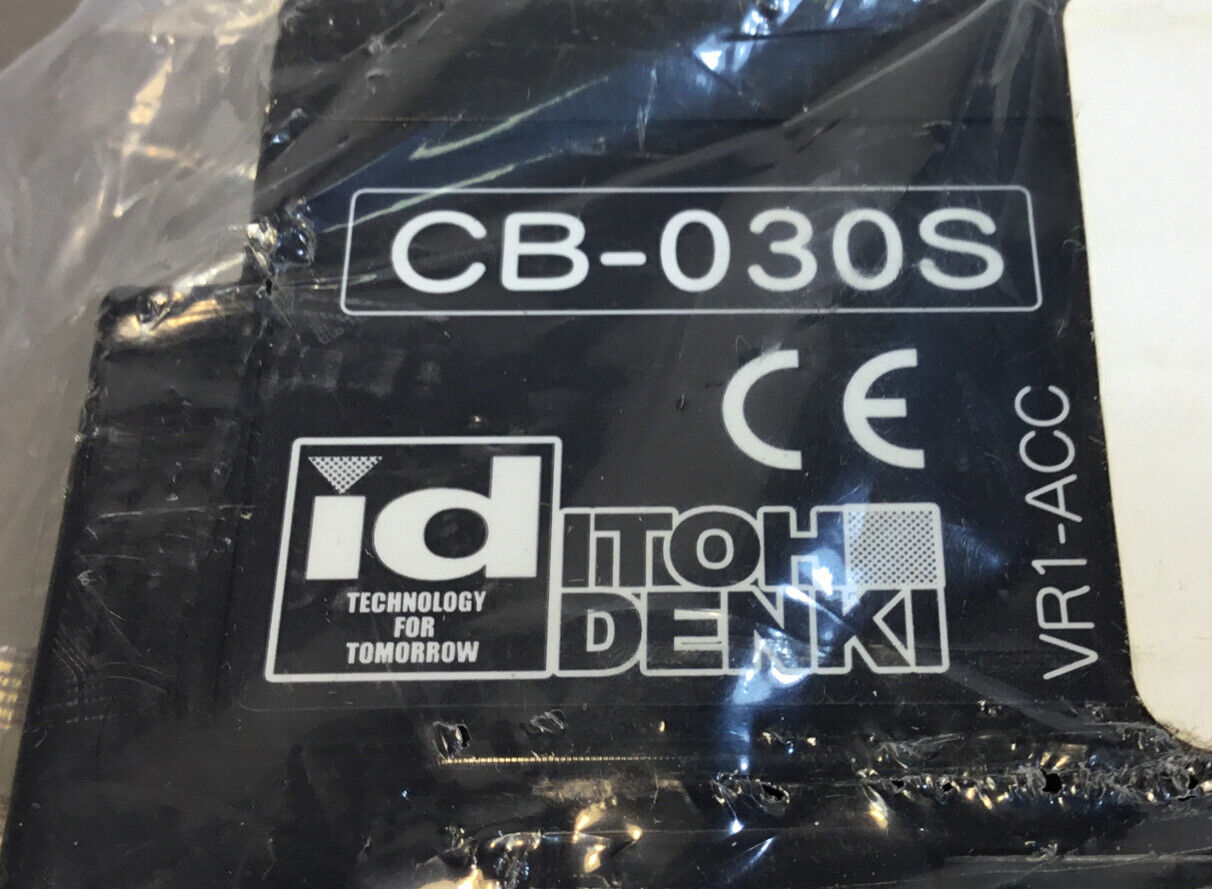 CB-030S
CE
id
TECHNOLOGY
FOR
TOMORROW
ITOH
DENKI
VR1-ACC